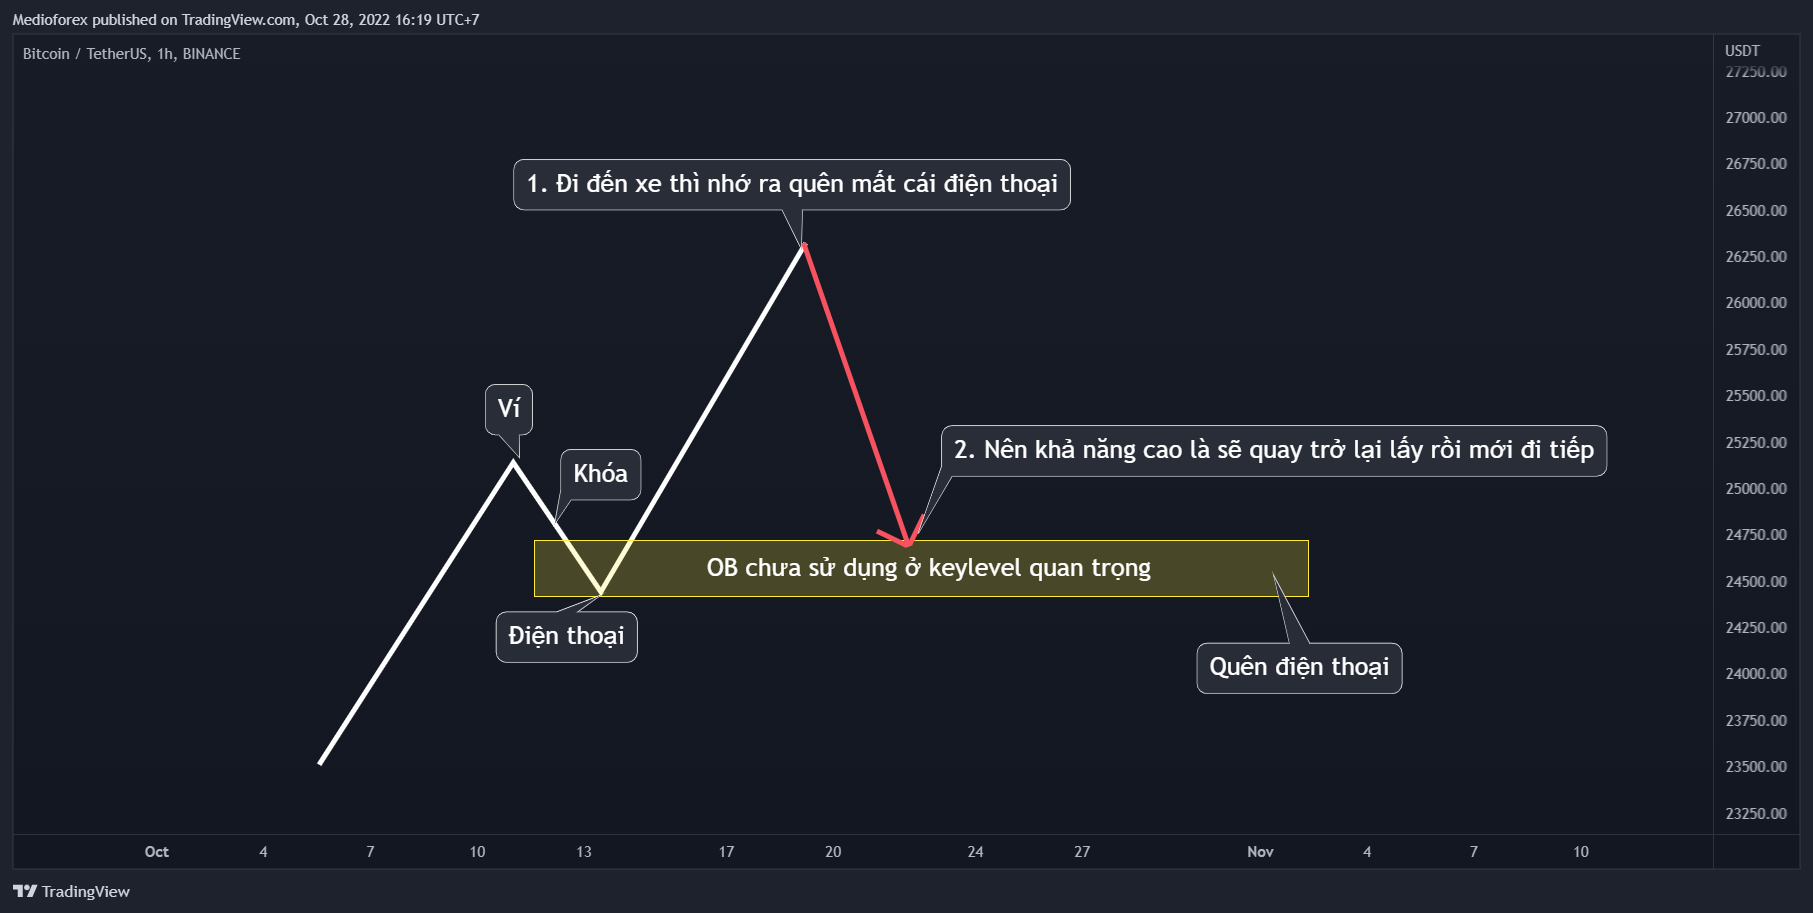 Medioforex published on TradingView.com, Oct 28, 2022 16:19 UTC+7
Bitcoin / TetherUS, 1h, BINANCE
USDT
27250.00
27000.00
26750.00
1. Đi đến xe thì nhớ ra quên mất cái điện thoại
26500.00
26250.00
26000.00
25750.00
25500.00
Ví
25250.00
2. Nên khả năng cao là sẽ quay trở lại lấy rồi mới đi tiếp
Khóa
25000.00
24750.00
OB chưa sử dụng ở keylevel quan trọng
24500.00
24250.00
Điện thoại
Quên điện thoại
24000.00
23750.00
23500.00
23250.00
Oct 4 7 10 13 17 20 24 27 Nov 4 7 10
TradingView